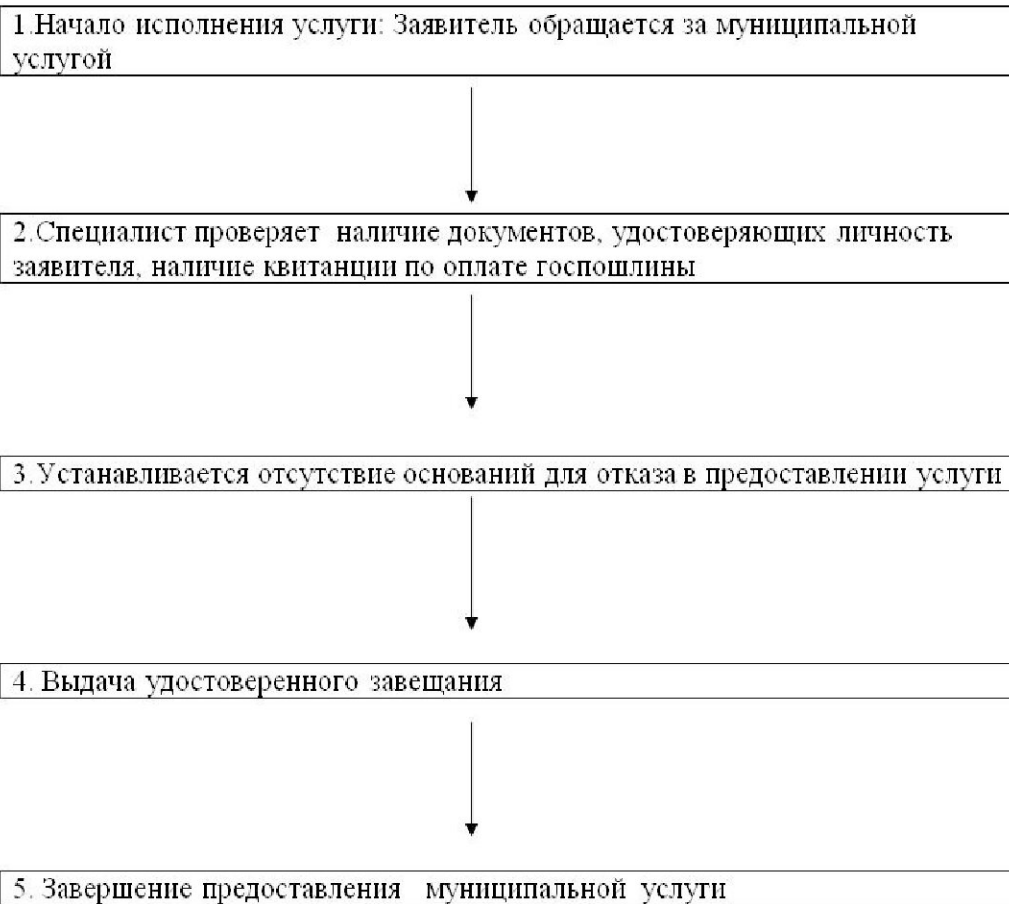 1.Начало исполнения услуги: Заявитель обращается за муниципальной
услугой
2.Специалист проверяет наличие документов, удостоверяющих личность
заявителя, наличие квитанции по оплате госпошлины
3.Устанавливается отсутствие оснований для отказа в предоставлении услуги
4. Выдача удостоверенного завещания
5. Завершение предоставления муниципальной услуги